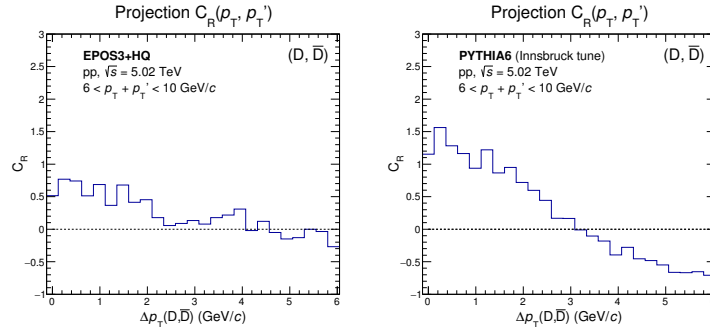 Projection C_R(p_T, p_T')
3
2.5
2
1.5
1
0.5
0
−0.5
−1
C_R
EPOS3+HQ
(D, D̅)
pp, √s = 5.02 TeV
6 < p_T + p_T' < 10 GeV/c
0 1 2 3 4 5 6
Δp_T(D,D̅) (GeV/c)
Projection C_R(p_T, p_T')
3
2.5
2
1.5
1
0.5
0
−0.5
−1
C_R
PYTHIA6 (Innsbruck tune)
(D, D̅)
pp, √s = 5.02 TeV
6 < p_T + p_T' < 10 GeV/c
0 1 2 3 4 5
Δp_T(D,D̅) (GeV/c)